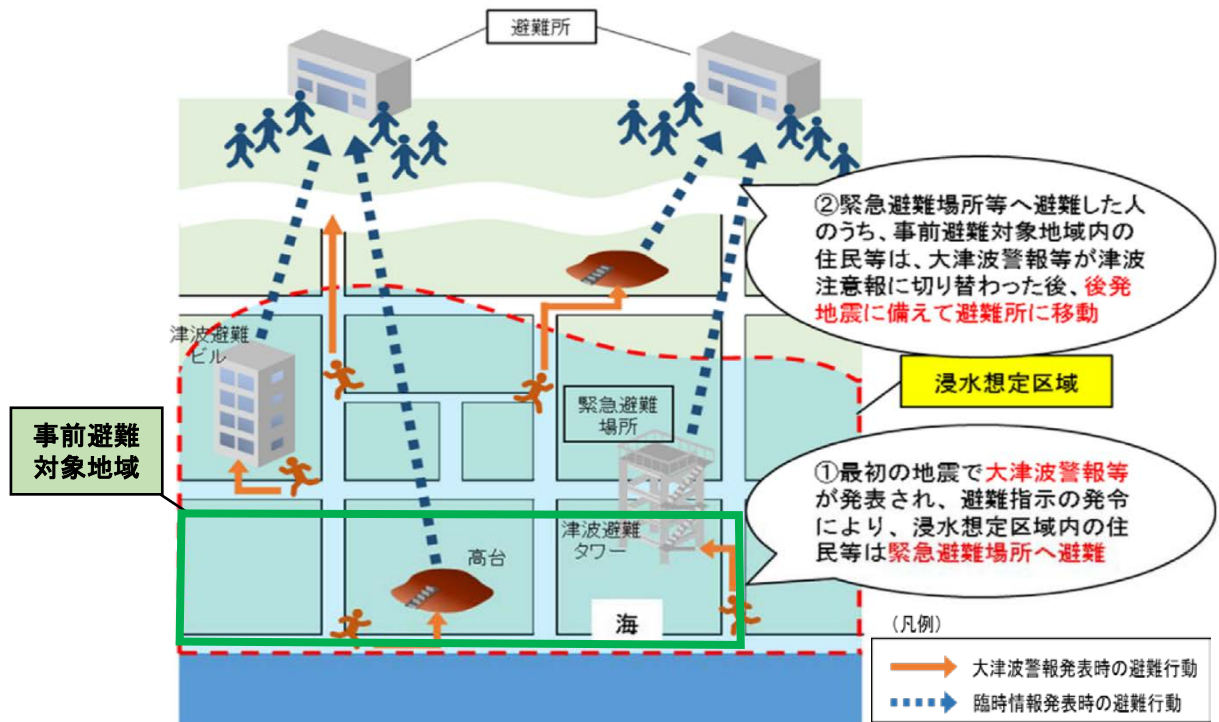 避難所
②緊急避難場所等へ避難した人
のうち、事前避難対象地域内の
住民等は、大津波警報等が津波
注意報に切り替わった後、後発
地震に備えて避難所に移動
津波避難
ビル
浸水想定区域
緊急避難
場所
事前避難
対象地域
①最初の地震で大津波警報等
が発表され、避難指示の発令
により、浸水想定区域内の住
民等は緊急避難場所へ避難
津波避難
タワー
高台
海
(凡例)
大津波警報発表時の避難行動
臨時情報発表時の避難行動